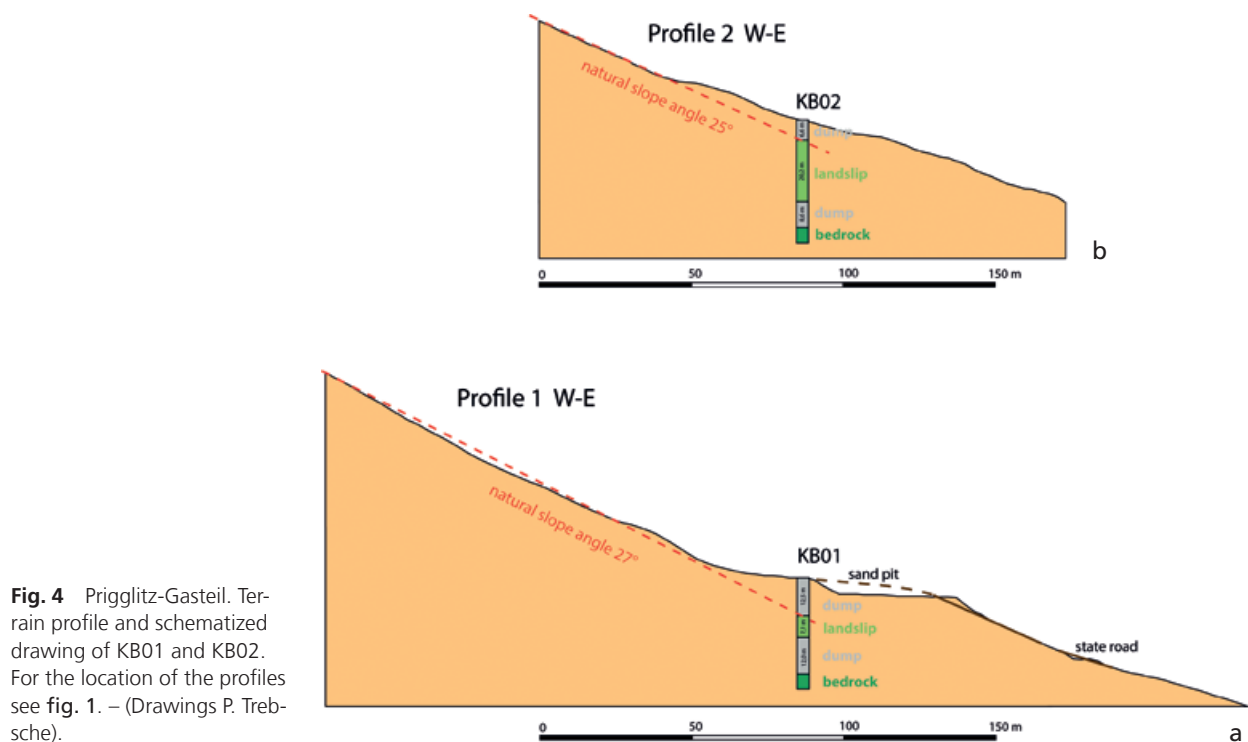 Profile 2 W-E
natural slope angle 25°
KB02
dump
landslip
dump
bedrock
b
0 50 100 150 m
Profile 1 W-E
natural slope angle 27°
KB01
sand pit
dump
landslip
dump
bedrock
state road
0 50 100 150 m
a
Fig. 4 Prigglitz-Gasteil. Ter-
rain profile and schematized
drawing of KB01 and KB02.
For the location of the profiles
see fig. 1. – (Drawings P. Treb-
sche).